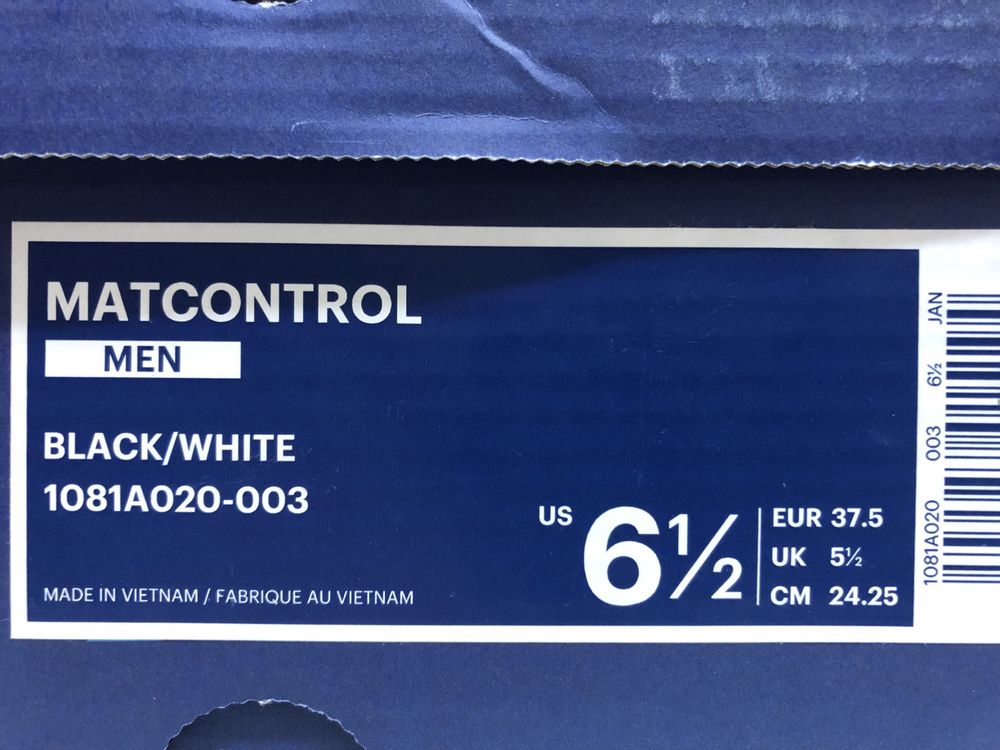 MATCONTROL
MEN
BLACK/WHITE
1081A020-003
MADE IN VIETNAM / FABRIQUE AU VIETNAM
US 6½
EUR 37.5
UK 5½
CM 24.25
1081A020 003 6½ JAN